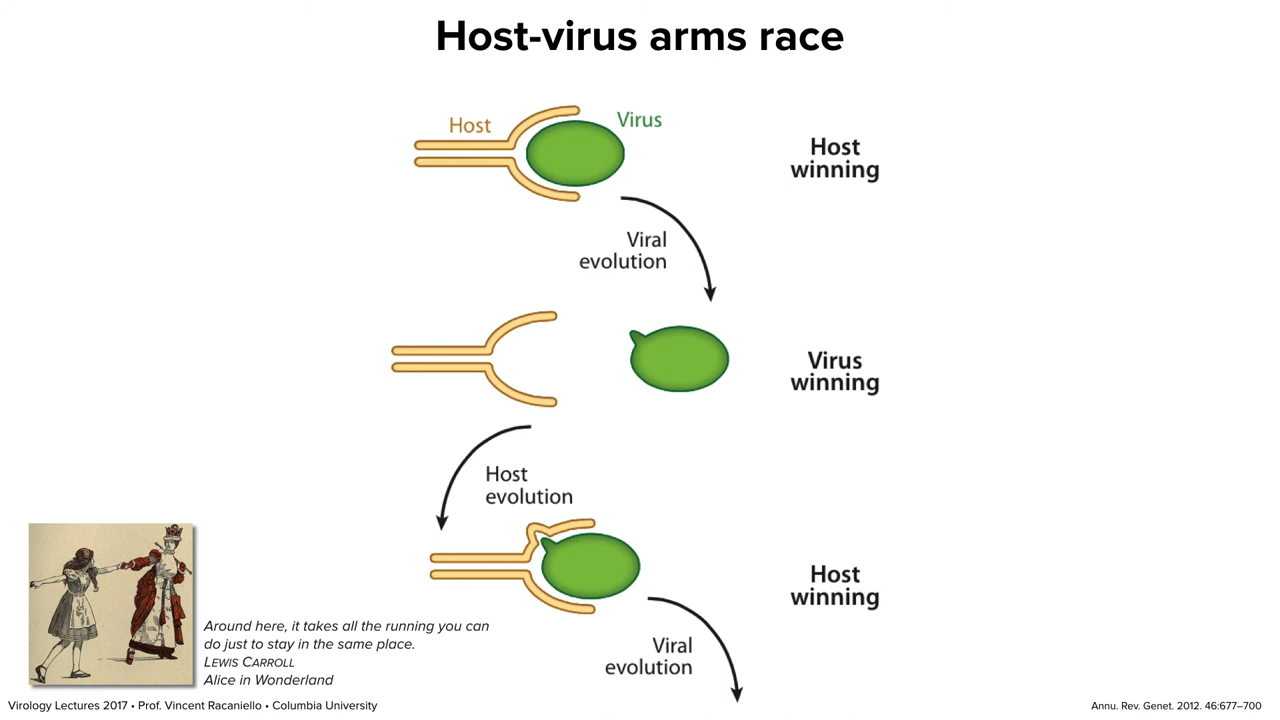 Host-virus arms race
Host
Virus
Host
winning
Viral
evolution
Virus
winning
Host
evolution
Host
winning
Viral
evolution
Around here, it takes all the running you can
do just to stay in the same place.
LEWIS CARROLL
Alice in Wonderland
Virology Lectures 2017 • Prof. Vincent Racaniello • Columbia University
Annu. Rev. Genet. 2012. 46:677–700